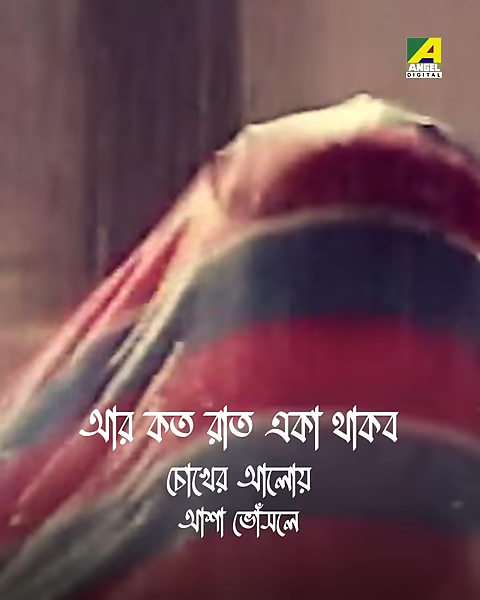 A
ANGEL
DIGITAL
আর কত রাত একা থাকব
চোখের আলোয়
আশা ভোঁসলে